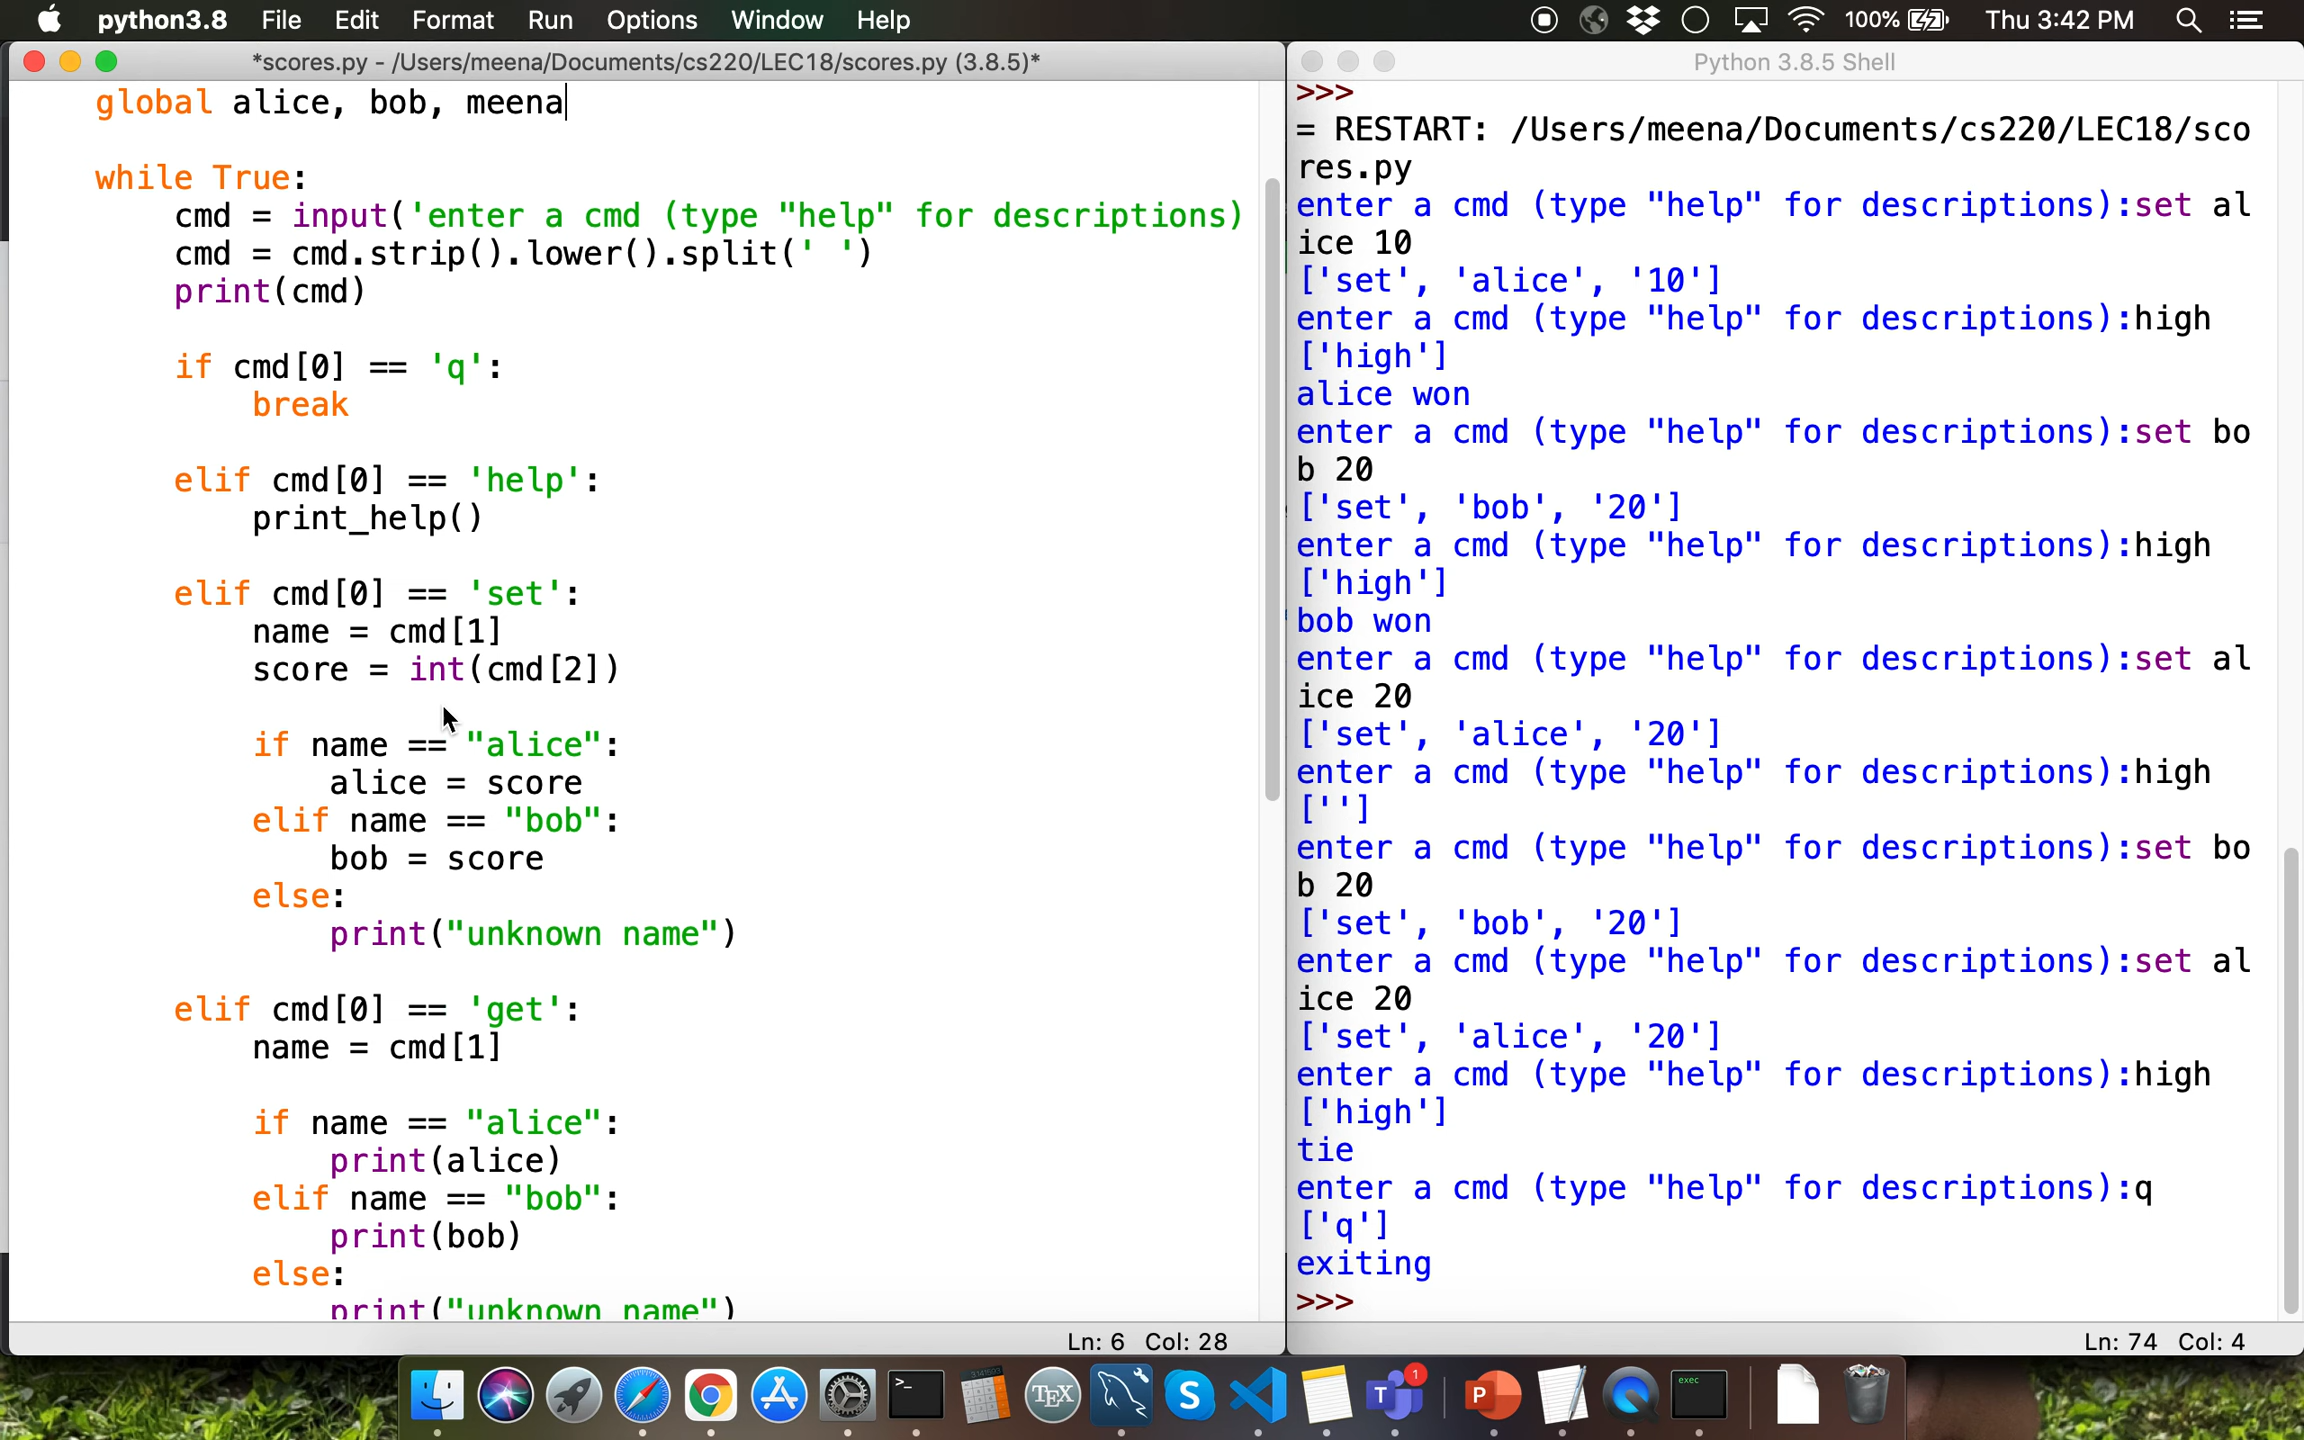 python3.8 File Edit Format Run Options Window Help 100% Thu 3:42 PM
*scores.py - /Users/meena/Documents/cs220/LEC18/scores.py (3.8.5)*
global alice, bob, meena
while True:
cmd = input('enter a cmd (type "help" for descriptions)
cmd = cmd.strip().lower().split(' ')
print(cmd)
if cmd[0] == 'q':
break
elif cmd[0] == 'help':
print_help()
elif cmd[0] == 'set':
name = cmd[1]
score = int(cmd[2])
if name == "alice":
alice = score
elif name == "bob":
bob = score
else:
print("unknown name")
elif cmd[0] == 'get':
name = cmd[1]
if name == "alice":
print(alice)
elif name == "bob":
print(bob)
else:
print("unknown name")
Ln: 6 Col: 28
Python 3.8.5 Shell
>>>
= RESTART: /Users/meena/Documents/cs220/LEC18/sco
res.py
enter a cmd (type "help" for descriptions):set al
ice 10
['set', 'alice', '10']
enter a cmd (type "help" for descriptions):high
['high']
alice won
enter a cmd (type "help" for descriptions):set bo
b 20
['set', 'bob', '20']
enter a cmd (type "help" for descriptions):high
['high']
bob won
enter a cmd (type "help" for descriptions):set al
ice 20
['set', 'alice', '20']
enter a cmd (type "help" for descriptions):high
['']
enter a cmd (type "help" for descriptions):set bo
b 20
['set', 'bob', '20']
enter a cmd (type "help" for descriptions):set al
ice 20
['set', 'alice', '20']
enter a cmd (type "help" for descriptions):high
['high']
tie
enter a cmd (type "help" for descriptions):q
['q']
exiting
>>>
Ln: 74 Col: 4
>_
3.141593
TEX
S
T
1
P
exec